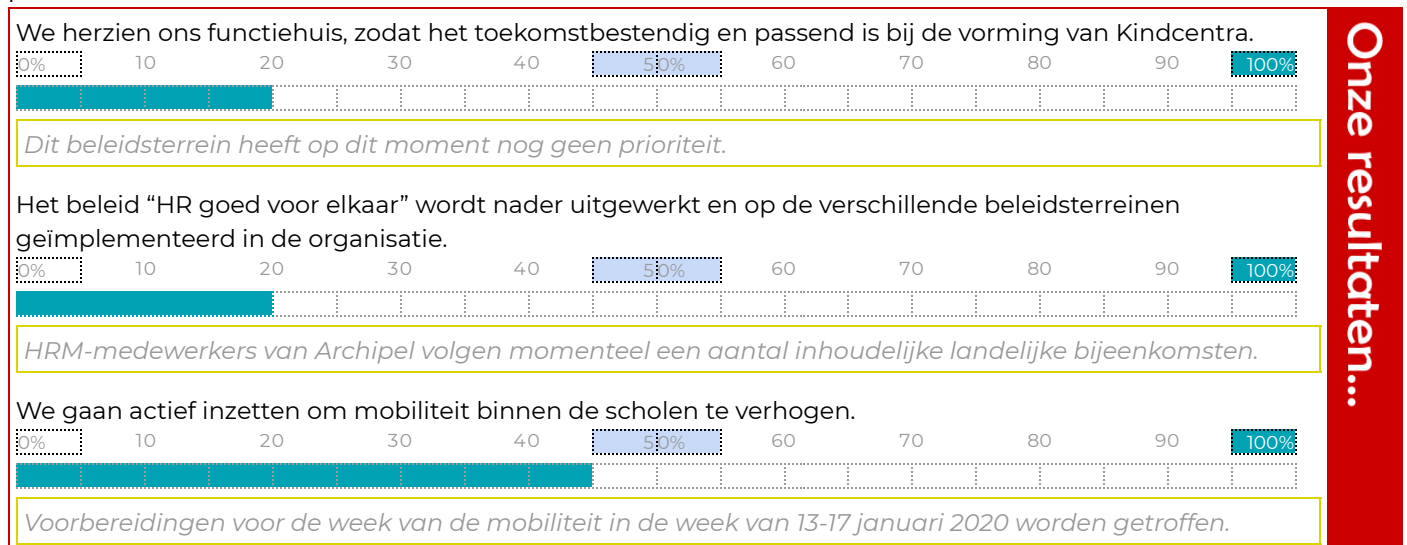 We herzien ons functiehuis, zodat het toekomstbestendig en passend is bij de vorming van Kindcentra.
0% 10 20 30 40 50% 60 70 80 90 100%
Dit beleidsterrein heeft op dit moment nog geen prioriteit.
Het beleid “HR goed voor elkaar” wordt nader uitgewerkt en op de verschillende beleidsterreinen
geïmplementeerd in de organisatie.
0% 10 20 30 40 50% 60 70 80 90 100%
HRM-medewerkers van Archipel volgen momenteel een aantal inhoudelijke landelijke bijeenkomsten.
We gaan actief inzetten om mobiliteit binnen de scholen te verhogen.
0% 10 20 30 40 50% 60 70 80 90 100%
Voorbereidingen voor de week van de mobiliteit in de week van 13-17 januari 2020 worden getroffen.
Onze resultaten...